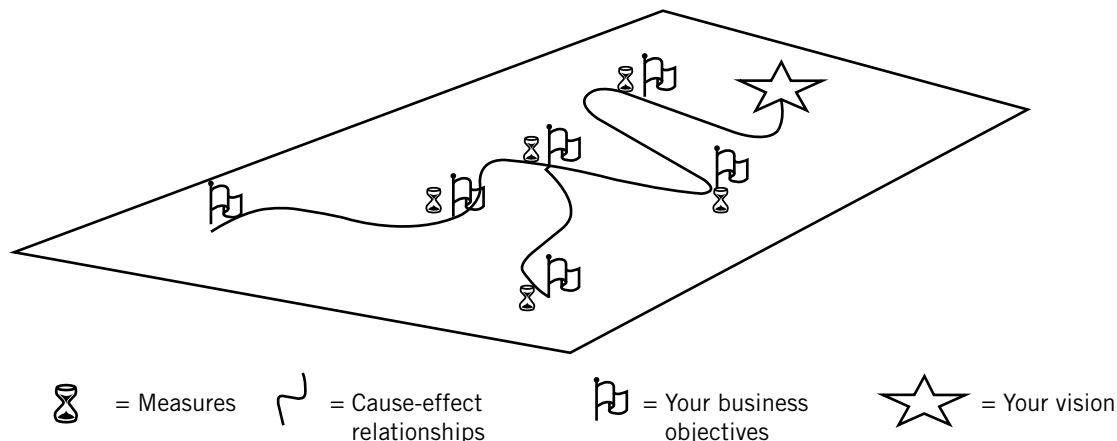 = Measures
= Cause-effect
relationships
= Your business
objectives
= Your vision